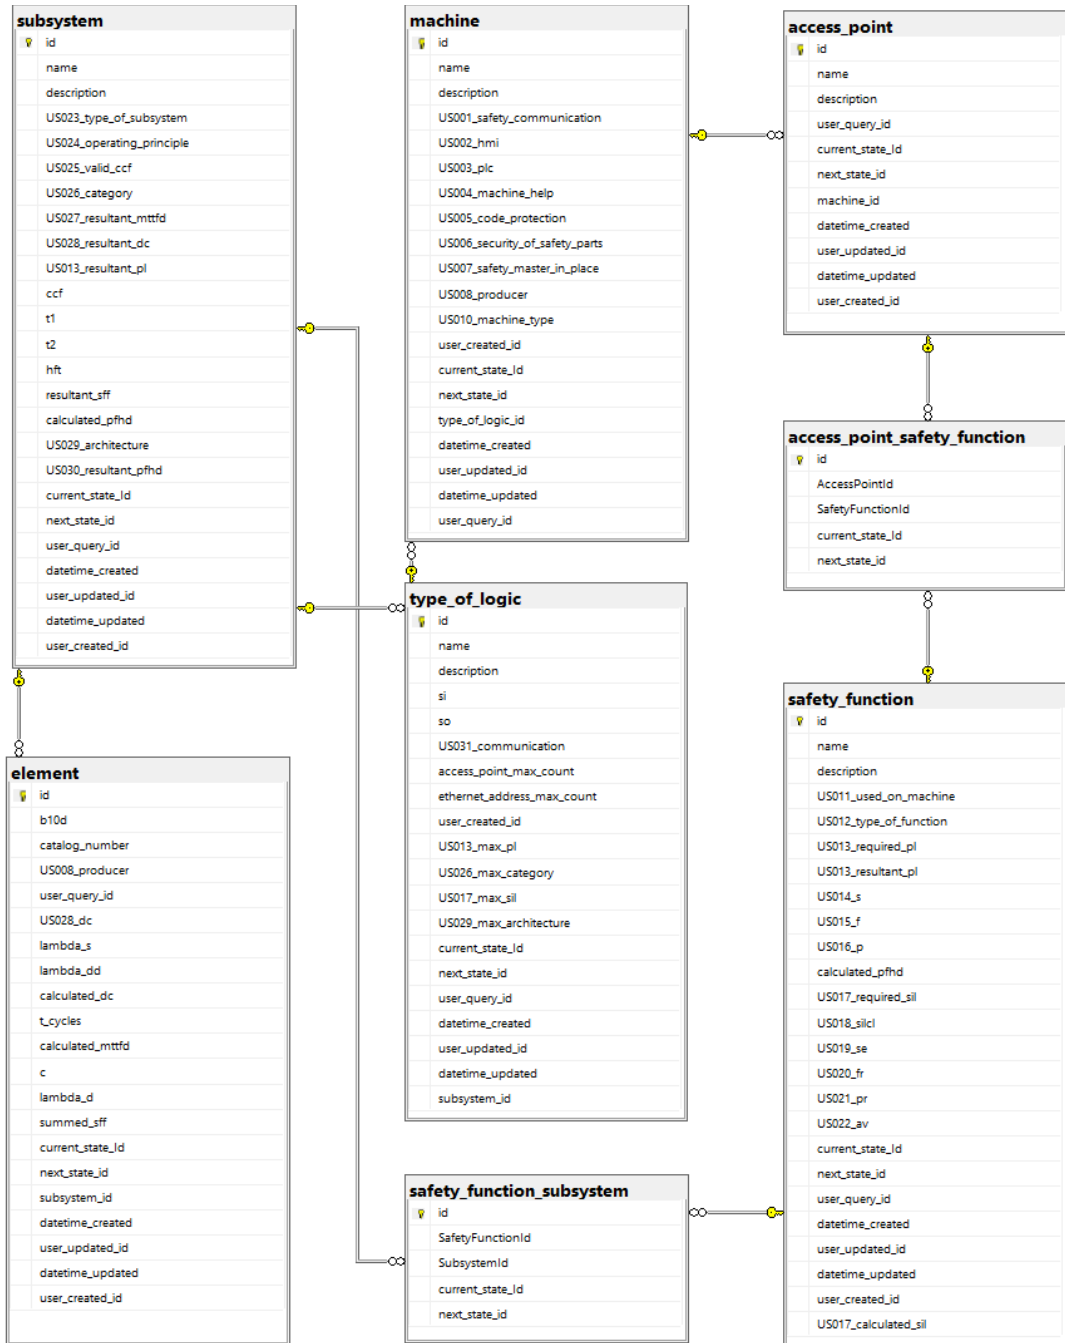 subsystem
id
name
description
US023_type_of_subsystem
US024_operating_principle
US025_valid_ccf
US026_category
US027_resultant_mttfd
US028_resultant_dc
US013_resultant_pl
ccf
t1
t2
hft
resultant_sff
calculated_pfhd
US029_architecture
US030_resultant_pfhd
current_state_Id
next_state_id
user_query_id
datetime_created
user_updated_id
datetime_updated
user_created_id
element
id
b10d
catalog_number
US008_producer
user_query_id
US028_dc
lambda_s
lambda_dd
calculated_dc
t_cycles
calculated_mttfd
c
lambda_d
summed_sff
current_state_Id
next_state_id
subsystem_id
datetime_created
user_updated_id
datetime_updated
user_created_id
machine
id
name
description
US001_safety_communication
US002_hmi
US003_plc
US004_machine_help
US005_code_protection
US006_security_of_safety_parts
US007_safety_master_in_place
US008_producer
US010_machine_type
user_created_id
current_state_Id
next_state_id
type_of_logic_id
datetime_created
user_updated_id
datetime_updated
user_query_id
type_of_logic
id
name
description
si
so
US031_communication
access_point_max_count
ethernet_address_max_count
user_created_id
US013_max_pl
US026_max_category
US017_max_sil
US029_max_architecture
current_state_Id
next_state_id
user_query_id
datetime_created
user_updated_id
datetime_updated
subsystem_id
safety_function_subsystem
id
SafetyFunctionId
SubsystemId
current_state_Id
next_state_id
access_point
id
name
description
user_query_id
current_state_Id
next_state_id
machine_id
datetime_created
user_updated_id
datetime_updated
user_created_id
access_point_safety_function
id
AccessPointId
SafetyFunctionId
current_state_Id
next_state_id
safety_function
id
name
description
US011_used_on_machine
US012_type_of_function
US013_required_pl
US013_resultant_pl
US014_s
US015_f
US016_p
calculated_pfhd
US017_required_sil
US018_silcl
US019_se
US020_fr
US021_pr
US022_av
current_state_Id
next_state_id
user_query_id
datetime_created
user_updated_id
datetime_updated
user_created_id
US017_calculated_sil